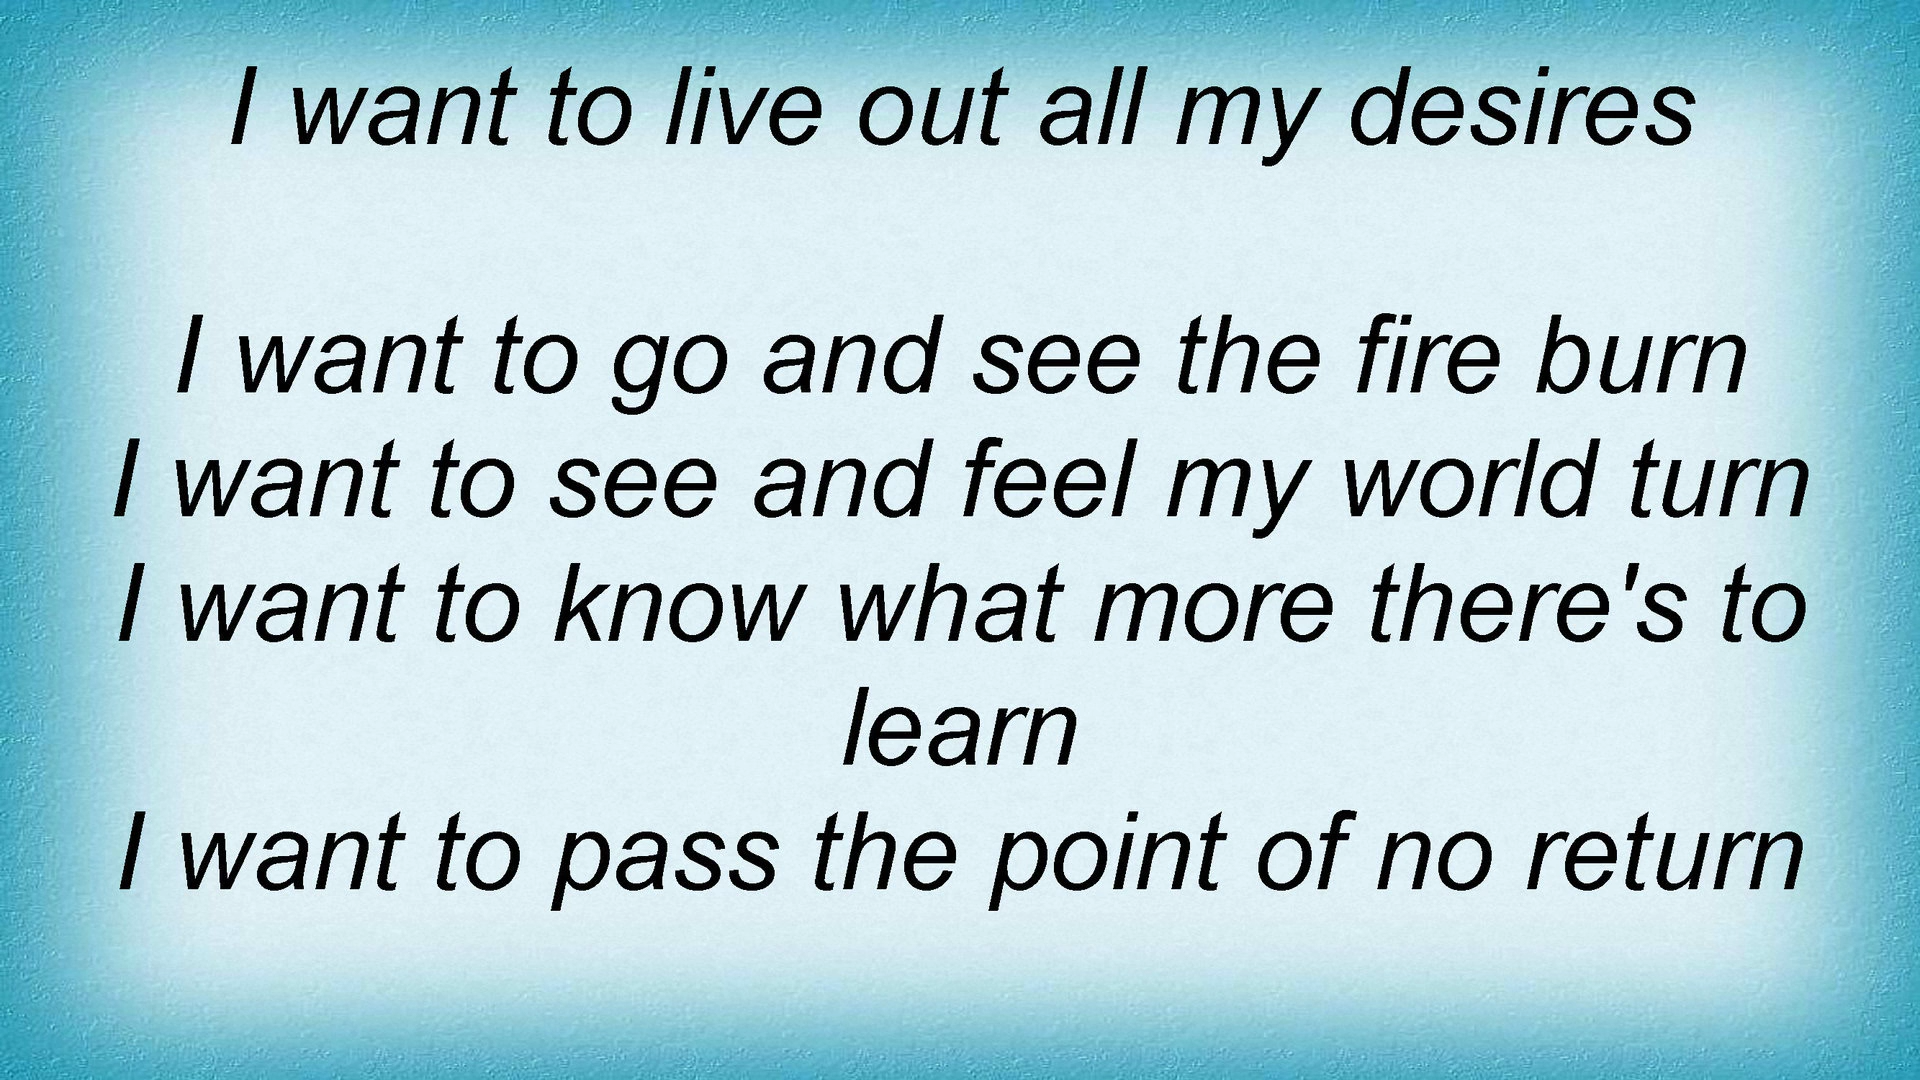 I want to live out all my desires
I want to go and see the fire burn
I want to see and feel my world turn
I want to know what more there's to
learn
I want to pass the point of no return